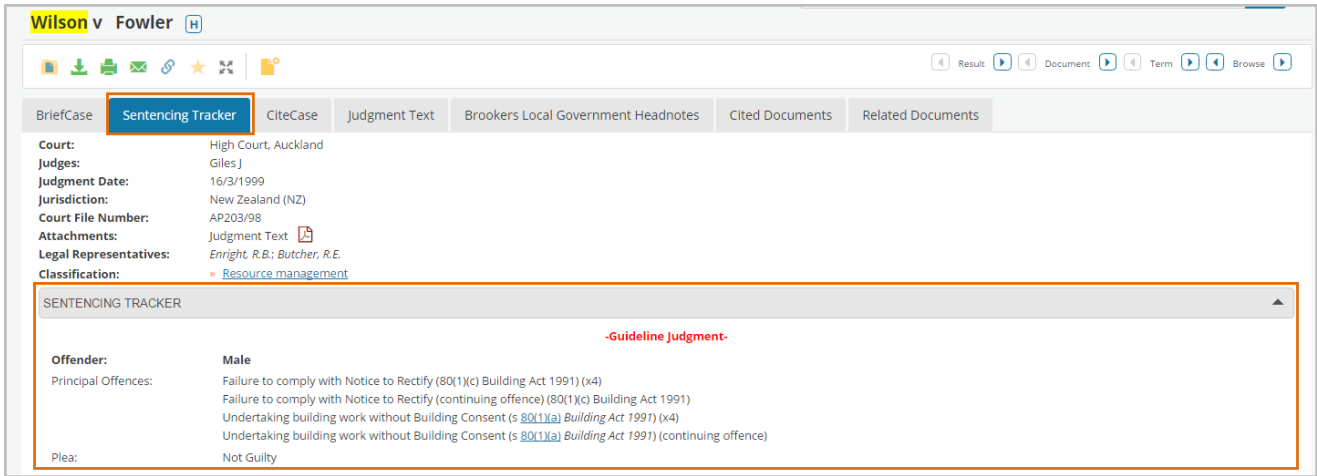 Wilson v Fowler H
Result Document Term Browse
BriefCase Sentencing Tracker CiteCase Judgment Text Brookers Local Government Headnotes Cited Documents Related Documents
Court: High Court, Auckland
Judges: Giles J
Judgment Date: 16/3/1999
Jurisdiction: New Zealand (NZ)
Court File Number: AP203/98
Attachments: Judgment Text
Legal Representatives: Enright, R.B.; Butcher, R.E.
Classification: » Resource management
SENTENCING TRACKER
-Guideline Judgment-
Offender: Male
Principal Offences: Failure to comply with Notice to Rectify (80(1)(c) Building Act 1991) (x4)
Failure to comply with Notice to Rectify (continuing offence) (80(1)(c) Building Act 1991)
Undertaking building work without Building Consent (s 80(1)(a) Building Act 1991) (x4)
Undertaking building work without Building Consent (s 80(1)(a) Building Act 1991) (continuing offence)
Plea: Not Guilty